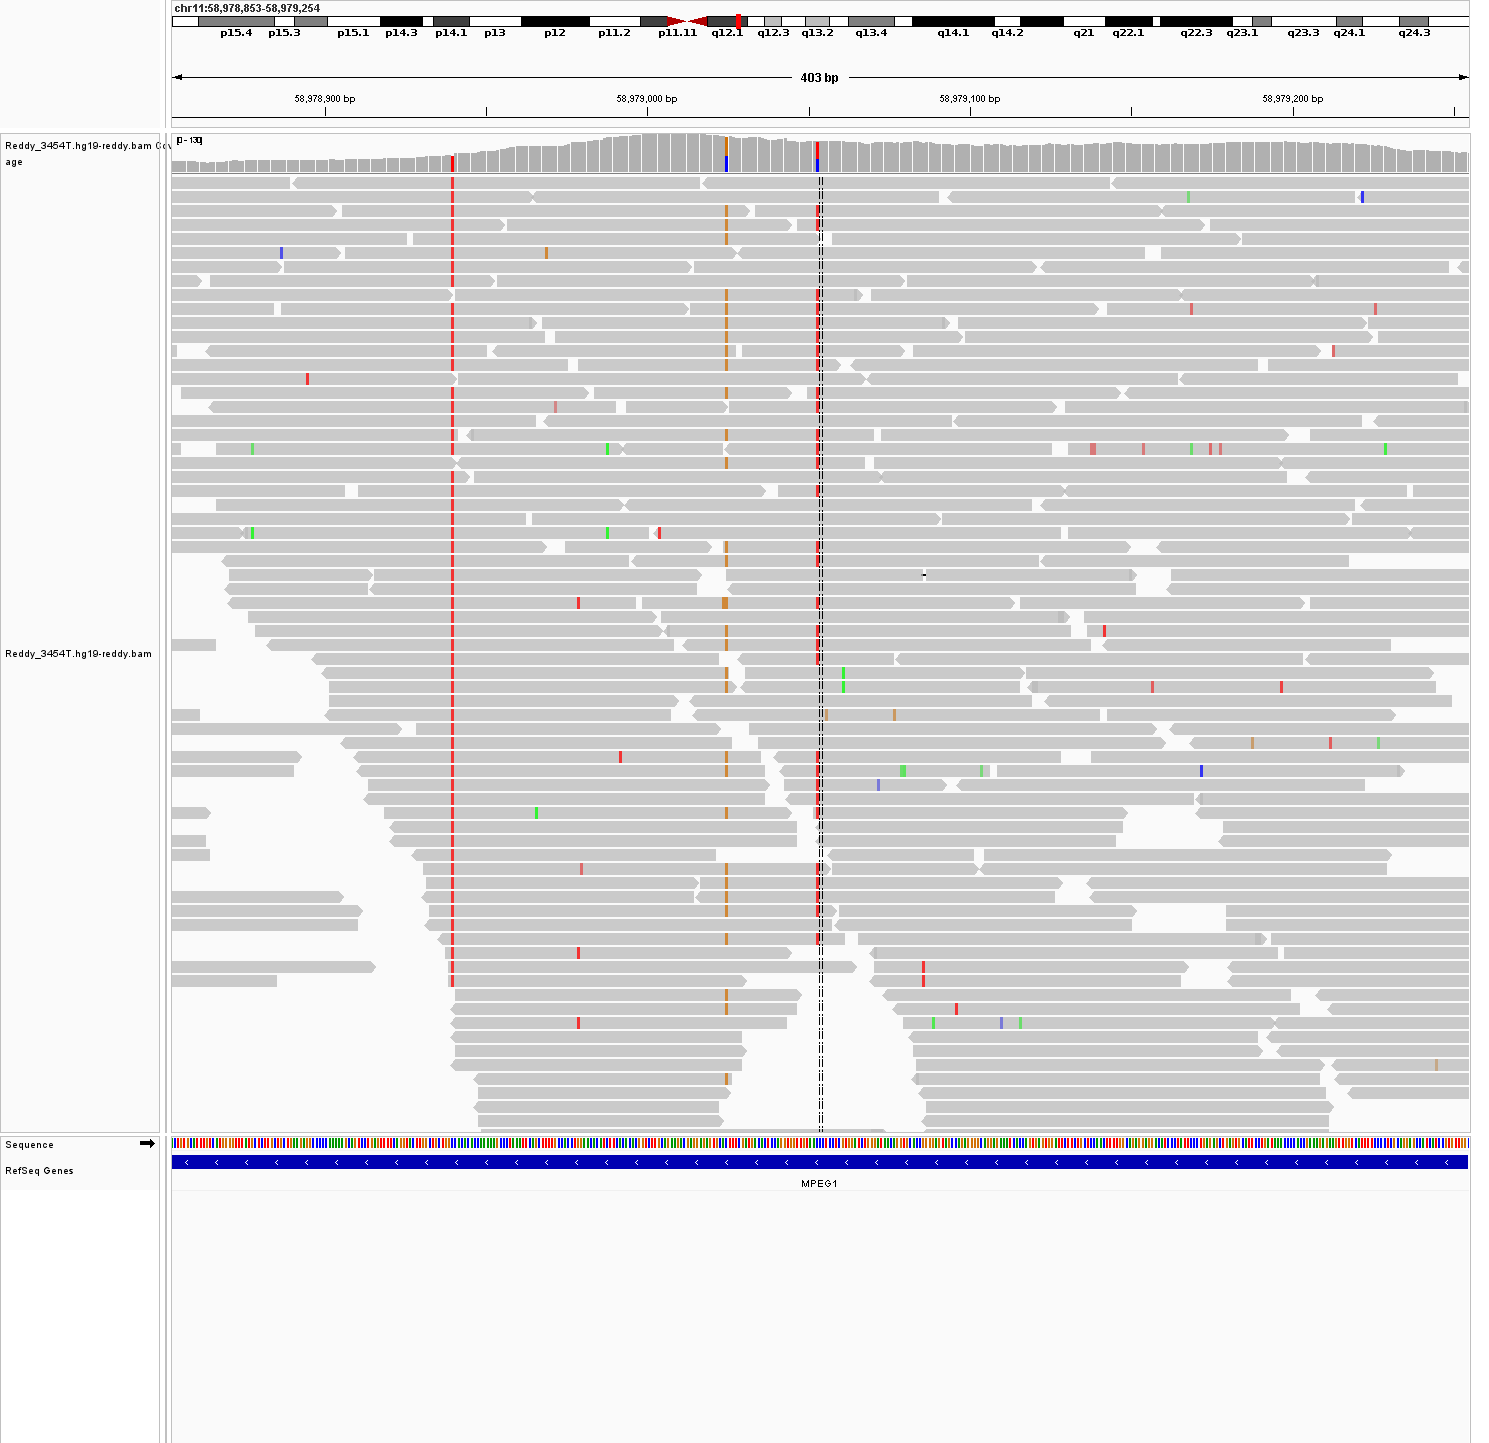 chr11:58,978,853-58,979,254
p15.4 p15.3 p15.1 p14.3 p14.1 p13 p12 p11.2 p11.11 q12.1 q12.3 q13.2 q13.4 q14.1 q14.2 q21 q22.1 q22.3 q23.1 q23.3 q24.1 q24.3
403 bp
58,978,900 bp 58,979,000 bp 58,979,100 bp 58,979,200 bp
Reddy_3454T.hg19-reddy.bam Cov
age
[0 - 130]
Reddy_3454T.hg19-reddy.bam
Sequence
RefSeq Genes
MPEG1